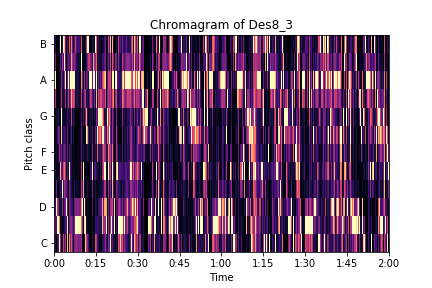 Chromagram of Des8_3
B
A
G
F
E
D
C
Pitch class
0:00 0:15 0:30 0:45 1:00 1:15 1:30 1:45 2:00
Time